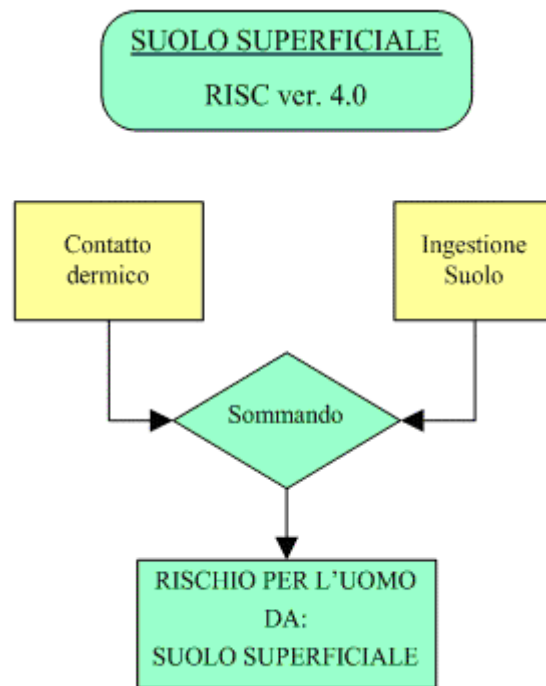 SUOLO SUPERFICIALE
RISC ver. 4.0
Contatto
dermico
Ingestione
Suolo
Sommando
RISCHIO PER L'UOMO
DA:
SUOLO SUPERFICIALE